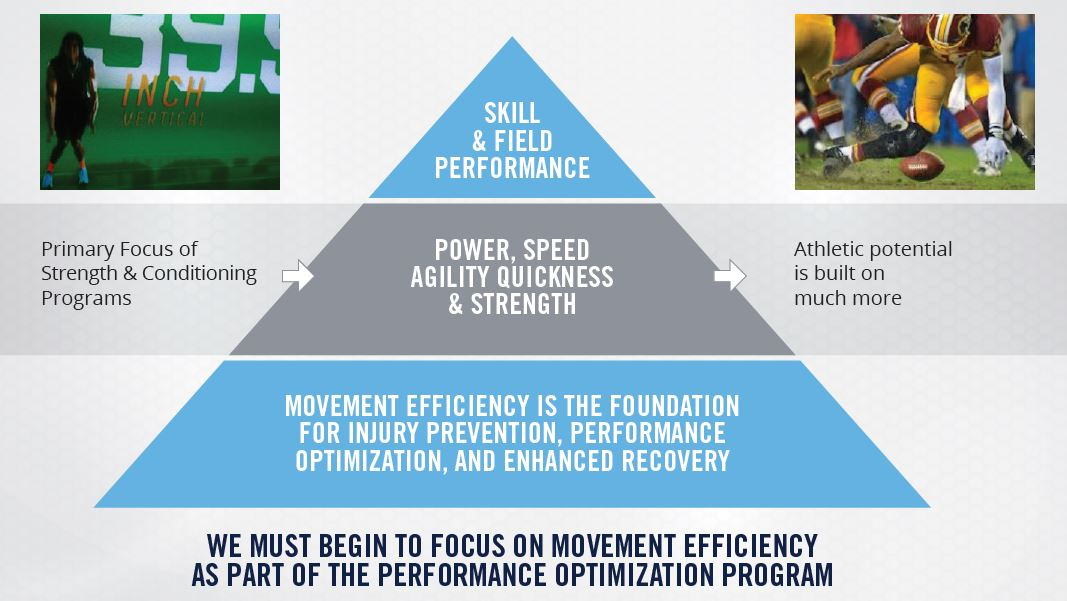 39.5
INCH
VERTICAL
SKILL
& FIELD
PERFORMANCE
Primary Focus of
Strength & Conditioning
Programs
POWER, SPEED
AGILITY QUICKNESS
& STRENGTH
Athletic potential
is built on
much more
MOVEMENT EFFICIENCY IS THE FOUNDATION
FOR INJURY PREVENTION, PERFORMANCE
OPTIMIZATION, AND ENHANCED RECOVERY
WE MUST BEGIN TO FOCUS ON MOVEMENT EFFICIENCY
AS PART OF THE PERFORMANCE OPTIMIZATION PROGRAM